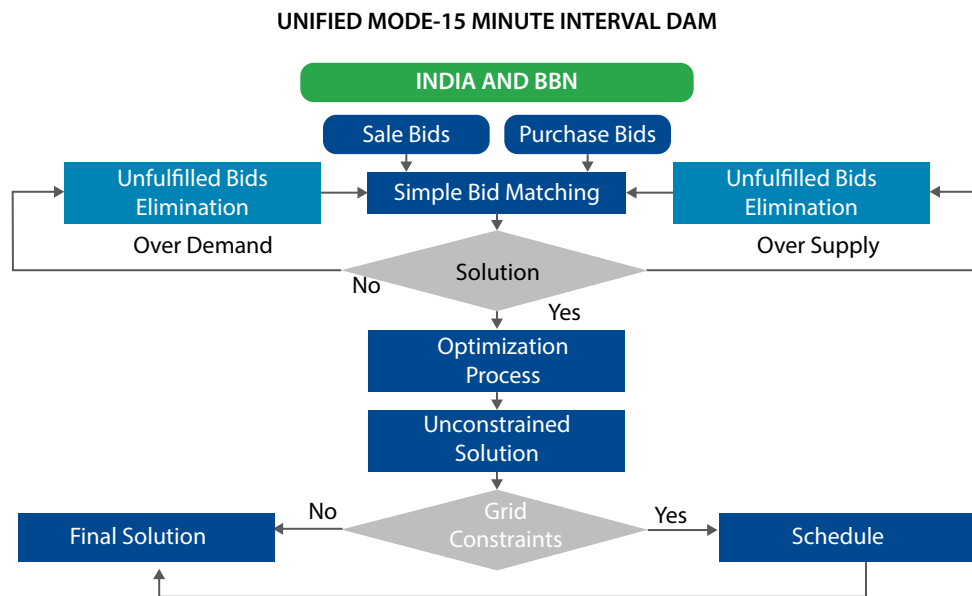 UNIFIED MODE-15 MINUTE INTERVAL DAM
INDIA AND BBN
Sale Bids
Purchase Bids
Unfulfilled Bids
Elimination
Simple Bid Matching
Unfulfilled Bids
Elimination
Over Demand
Over Supply
Solution
No
Yes
Optimization
Process
Unconstrained
Solution
No
Grid
Constraints
Yes
Final Solution
Schedule